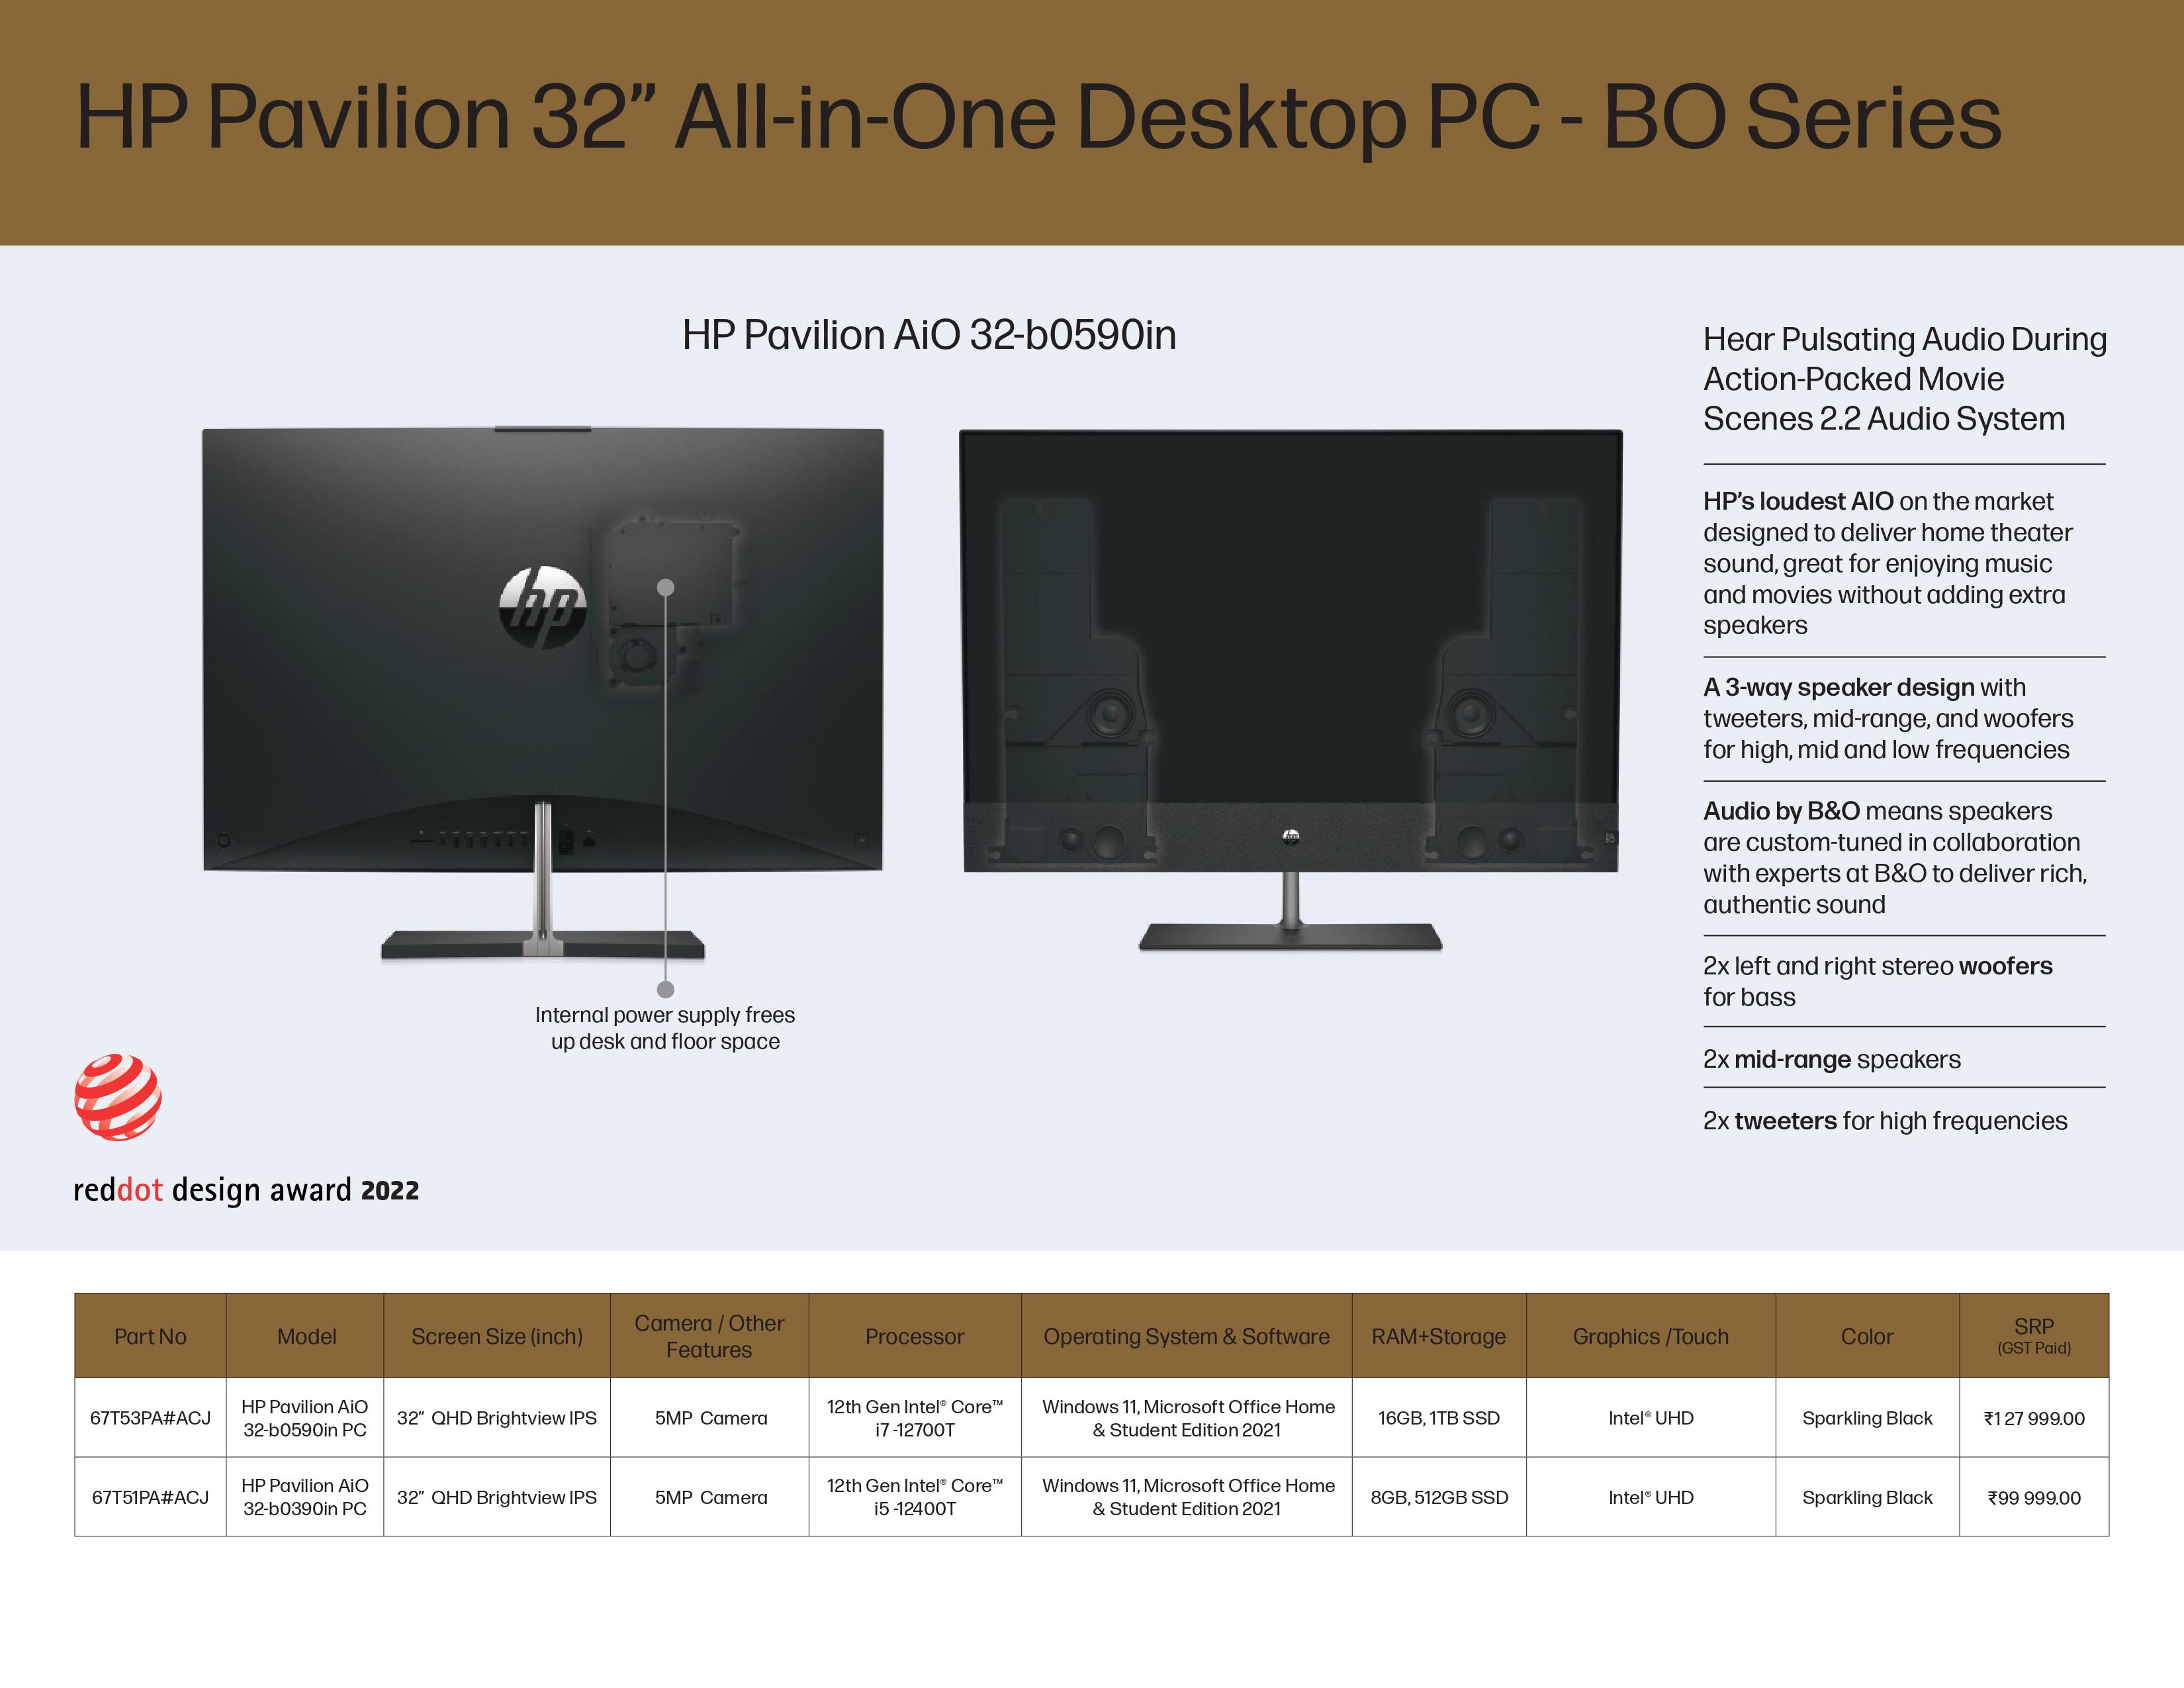 HP Pavilion 32” All-in-One Desktop PC - BO Series
HP Pavilion AiO 32-b0590in
hp
hp
Internal power supply frees
up desk and floor space
reddot design award 2022
Hear Pulsating Audio During
Action-Packed Movie
Scenes 2.2 Audio System
HP’s loudest AIO on the market
designed to deliver home theater
sound, great for enjoying music
and movies without adding extra
speakers
A 3-way speaker design with
tweeters, mid-range, and woofers
for high, mid and low frequencies
Audio by B&O means speakers
are custom-tuned in collaboration
with experts at B&O to deliver rich,
authentic sound
2x left and right stereo woofers
for bass
2x mid-range speakers
2x tweeters for high frequencies
Part No Model Screen Size (inch) Camera / Other Features Processor Operating System & Software RAM+Storage Graphics /Touch Color SRP (GST Paid)
67T53PA#ACJ HP Pavilion AiO 32-b0590in PC 32” QHD Brightview IPS 5MP Camera 12th Gen Intel® Core™ i7 -12700T Windows 11, Microsoft Office Home & Student Edition 2021 16GB, 1TB SSD Intel® UHD Sparkling Black ₹1 27 999.00
67T51PA#ACJ HP Pavilion AiO 32-b0390in PC 32” QHD Brightview IPS 5MP Camera 12th Gen Intel® Core™ i5 -12400T Windows 11, Microsoft Office Home & Student Edition 2021 8GB, 512GB SSD Intel® UHD Sparkling Black ₹99 999.00